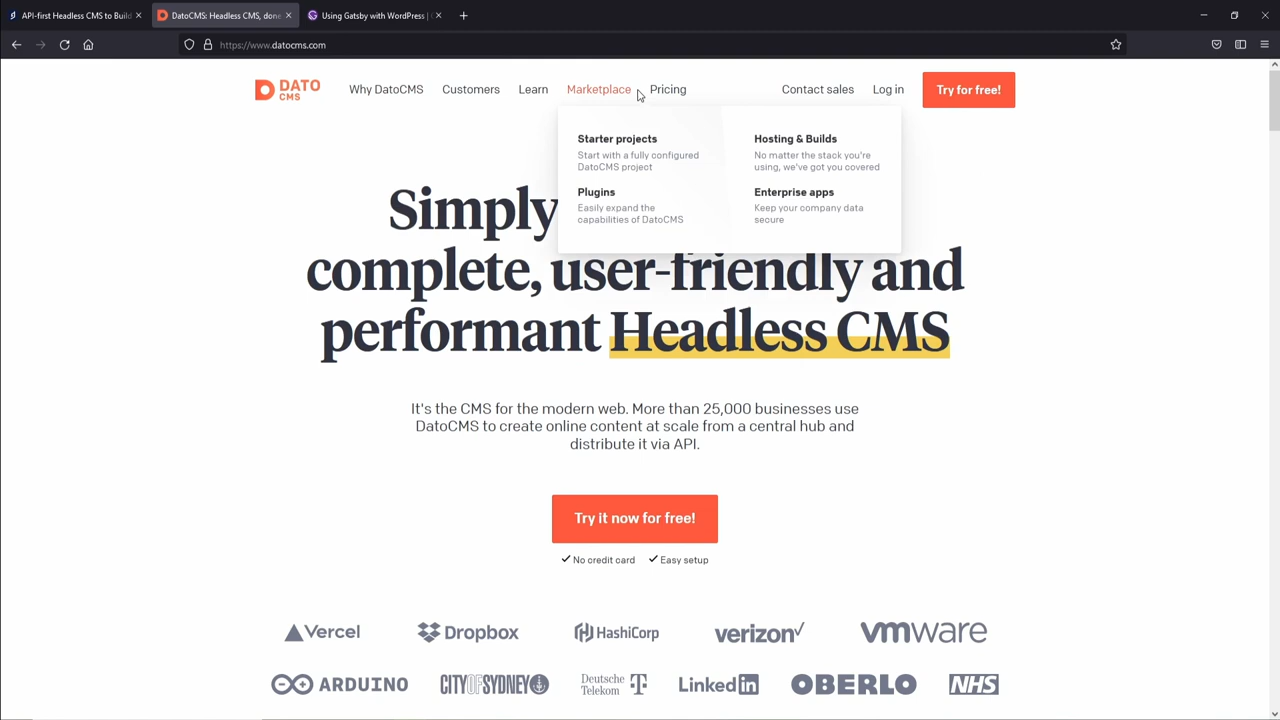 API-first Headless CMS to Build
DatoCMS: Headless CMS, done
Using Gatsby with WordPress |
https://www.datocms.com
DATO
CMS
Why DatoCMS
Customers
Learn
Marketplace
Pricing
Contact sales
Log in
Try for free!
Starter projects
Start with a fully configured
DatoCMS project
Plugins
Easily expand the
capabilities of DatoCMS
Hosting & Builds
No matter the stack you're
using, we've got you covered
Enterprise apps
Keep your company data
secure
Simply
complete, user-friendly and
performant Headless CMS
It's the CMS for the modern web. More than 25,000 businesses use
DatoCMS to create online content at scale from a central hub and
distribute it via API.
Try it now for free!
No credit card
Easy setup
Vercel
Dropbox
HashiCorp
verizon
vmware
ARDUINO
CITY OF SYDNEY
Deutsche
Telekom
LinkedIn
OBERLO
NHS